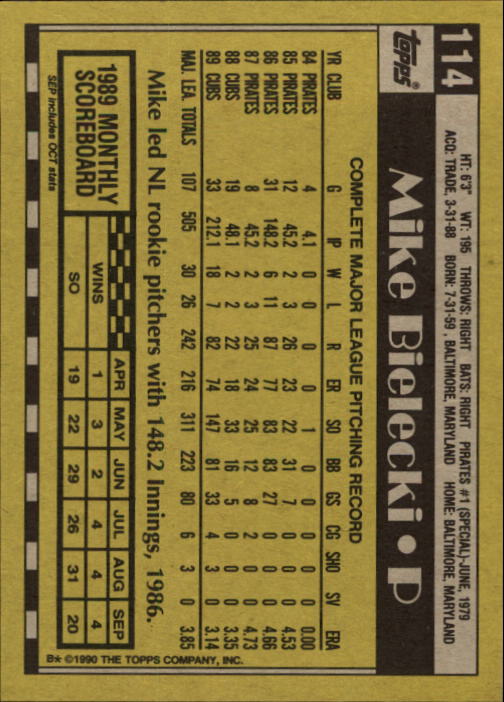 114
topps®
HT: 6'3" WT: 195 THROWS: RIGHT BATS: RIGHT PIRATES #1 (SPECIAL)-JUNE, 1979
ACQ: TRADE, 3-31-88 BORN: 7-31-59, BALTIMORE, MARYLAND HOME: BALTIMORE, MARYLAND
Mike Bielecki • P
COMPLETE MAJOR LEAGUE PITCHING RECORD
YR CLUB G IP W L R ER SO BB GS CG SHO SV ERA
84 PIRATES 4 4.1 0 0 0 0 1 0 0 0 0 0 0.00
85 PIRATES 12 45.2 2 3 26 23 22 31 7 0 0 0 4.53
86 PIRATES 31 148.2 6 11 87 77 83 83 27 0 0 0 4.66
87 PIRATES 8 45.2 2 3 25 24 25 12 8 2 0 0 4.73
88 CUBS 19 48.1 2 2 22 18 33 16 5 0 0 0 3.35
89 CUBS 33 212.1 18 7 82 74 147 81 33 4 3 0 3.14
MAJ. LEA. TOTALS 107 505 30 26 242 216 311 223 80 6 3 0 3.85
Mike led NL rookie pitchers with 148.2 Innings, 1986.
1989 MONTHLY
SCOREBOARD
APR MAY JUN JUL AUG SEP
WINS 1 3 2 4 4 4
SO 19 22 29 26 31 20
SEP includes OCT stats
B* ©1990 THE TOPPS COMPANY, INC.